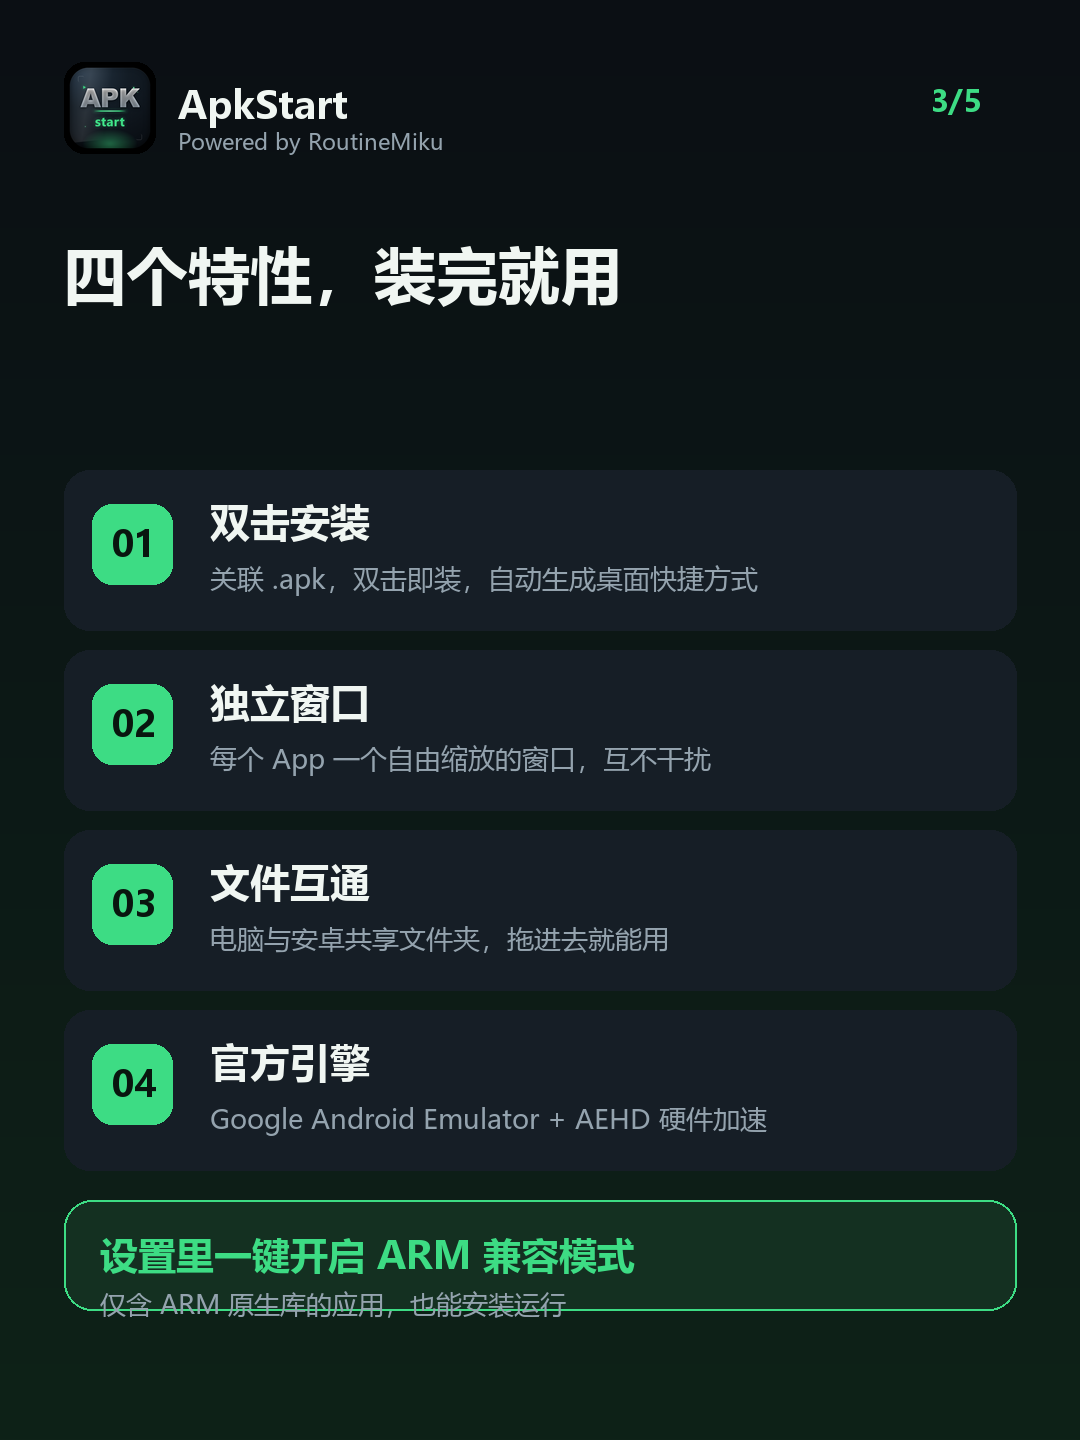 APK
start
ApkStart
Powered by RoutineMiku
3/5
四个特性，装完就用
01
双击安装
关联 .apk，双击即装，自动生成桌面快捷方式
02
独立窗口
每个 App 一个自由缩放的窗口，互不干扰
03
文件互通
电脑与安卓共享文件夹，拖进去就能用
04
官方引擎
Google Android Emulator + AEHD 硬件加速
设置里一键开启 ARM 兼容模式
仅含 ARM 原生库的应用，也能安装运行